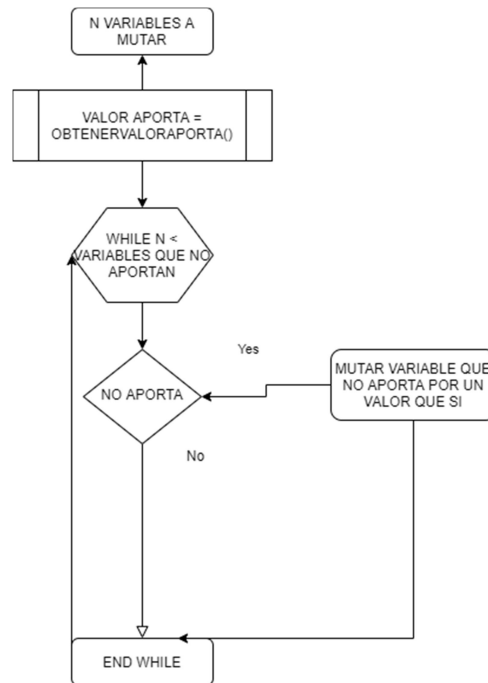 N VARIABLES A
MUTAR
VALOR APORTA =
OBTENERVALORAPORTA()
WHILE N <
VARIABLES QUE NO
APORTAN
Yes
NO APORTA
MUTAR VARIABLE QUE
NO APORTA POR UN
VALOR QUE SI
No
END WHILE